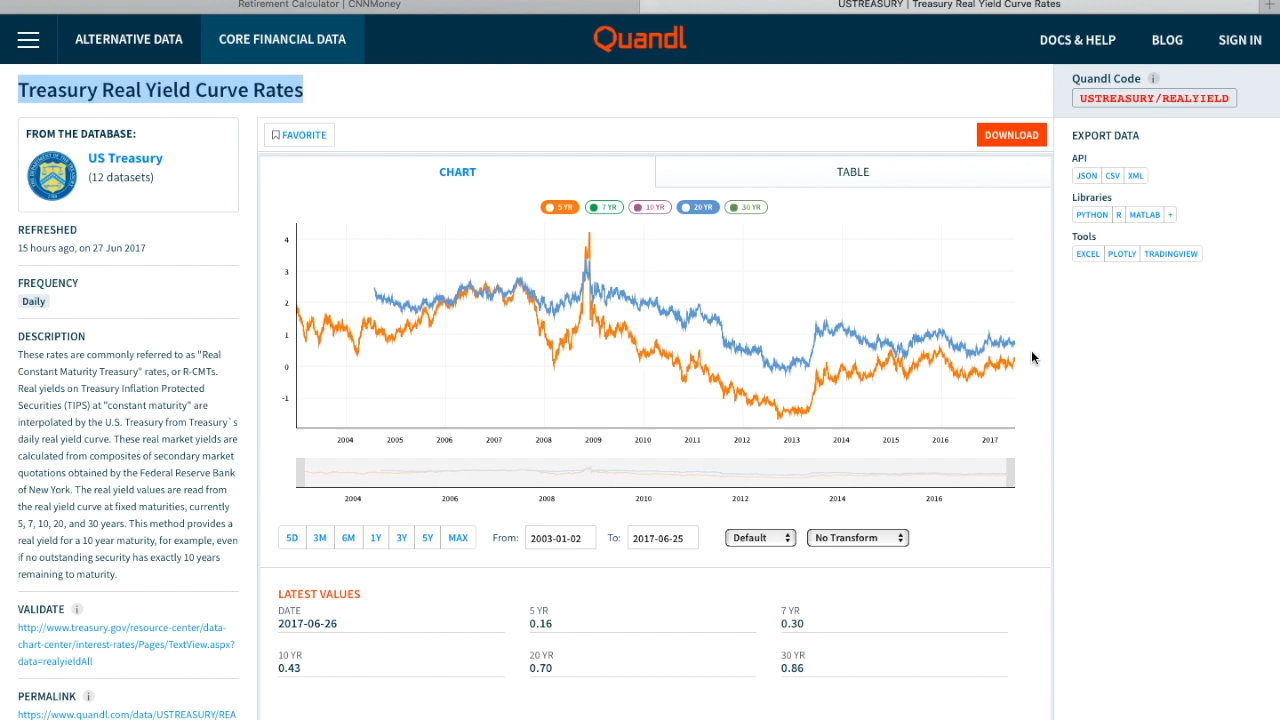 Retirement Calculator | CNNMoney
USTREASURY | Treasury Real Yield Curve Rates
+
ALTERNATIVE DATA
CORE FINANCIAL DATA
Quandl
DOCS & HELP
BLOG
SIGN IN
Treasury Real Yield Curve Rates
Quandl Code i
USTREASURY/REALYIELD
FROM THE DATABASE:
US Treasury
(12 datasets)
REFRESHED
15 hours ago, on 27 Jun 2017
FREQUENCY
Daily
DESCRIPTION
These rates are commonly referred to as "Real
Constant Maturity Treasury" rates, or R-CMTs.
Real yields on Treasury Inflation Protected
Securities (TIPS) at "constant maturity" are
interpolated by the U.S. Treasury from Treasury`s
daily real yield curve. These real market yields are
calculated from composites of secondary market
quotations obtained by the Federal Reserve Bank
of New York. The real yield values are read from
the real yield curve at fixed maturities, currently
5, 7, 10, 20, and 30 years. This method provides a
real yield for a 10 year maturity, for example, even
if no outstanding security has exactly 10 years
remaining to maturity.
VALIDATE i
http://www.treasury.gov/resource-center/data-
chart-center/interest-rates/Pages/TextView.aspx?
data=realyieldAll
PERMALINK i
https://www.quandl.com/data/USTREASURY/REA
FAVORITE
DOWNLOAD
CHART
TABLE
5 YR
7 YR
10 YR
20 YR
30 YR
4
3
2
1
0
-1
2004 2005 2006 2007 2008 2009 2010 2011 2012 2013 2014 2015 2016 2017
2004 2006 2008 2010 2012 2014 2016
5D 3M 6M 1Y 3Y 5Y MAX From: 2003-01-02 To: 2017-06-25 Default No Transform
LATEST VALUES
DATE
2017-06-26
5 YR
0.16
7 YR
0.30
10 YR
0.43
20 YR
0.70
30 YR
0.86
EXPORT DATA
API
JSON CSV XML
Libraries
PYTHON R MATLAB +
Tools
EXCEL PLOTLY TRADINGVIEW